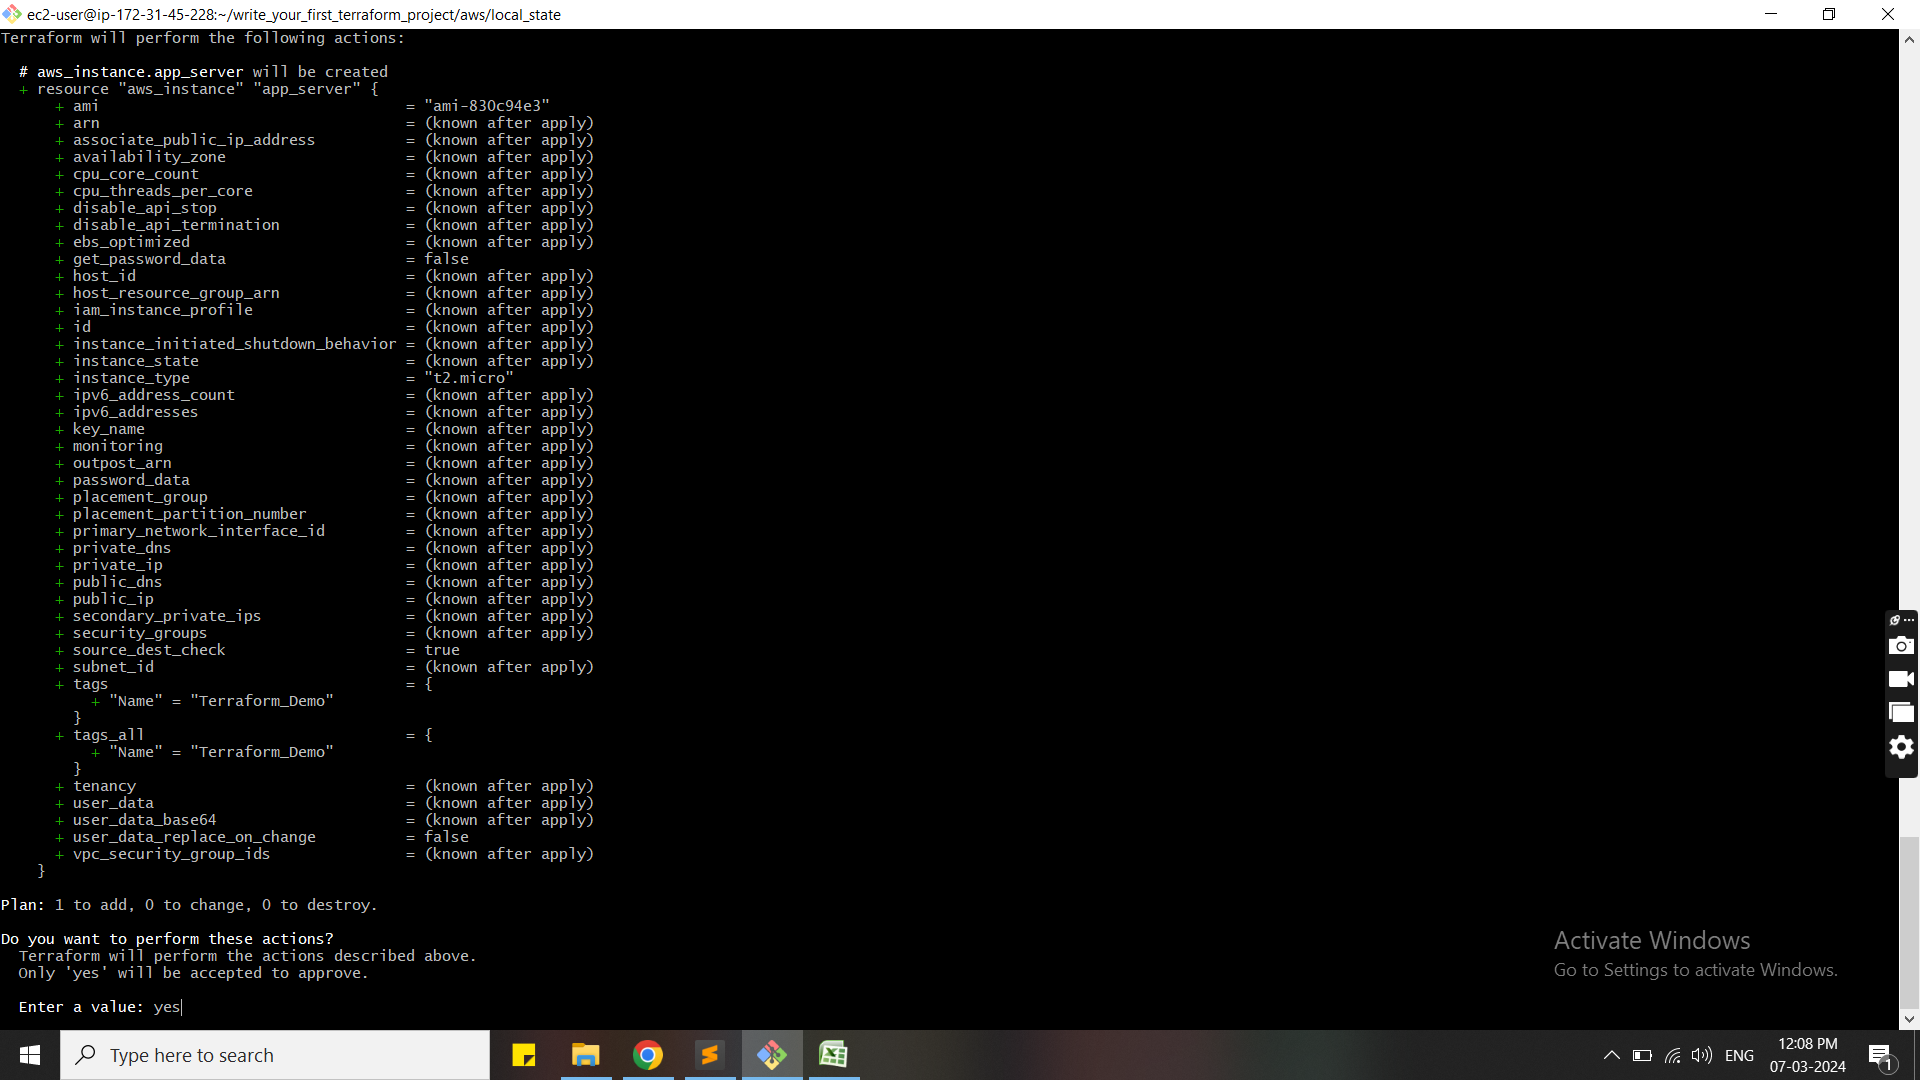 ec2-user@ip-172-31-45-228:~/write_your_first_terraform_project/aws/local_state
Terraform will perform the following actions:
# aws_instance.app_server will be created
+ resource "aws_instance" "app_server" {
+ ami = "ami-830c94e3"
+ arn = (known after apply)
+ associate_public_ip_address = (known after apply)
+ availability_zone = (known after apply)
+ cpu_core_count = (known after apply)
+ cpu_threads_per_core = (known after apply)
+ disable_api_stop = (known after apply)
+ disable_api_termination = (known after apply)
+ ebs_optimized = (known after apply)
+ get_password_data = false
+ host_id = (known after apply)
+ host_resource_group_arn = (known after apply)
+ iam_instance_profile = (known after apply)
+ id = (known after apply)
+ instance_initiated_shutdown_behavior = (known after apply)
+ instance_state = (known after apply)
+ instance_type = "t2.micro"
+ ipv6_address_count = (known after apply)
+ ipv6_addresses = (known after apply)
+ key_name = (known after apply)
+ monitoring = (known after apply)
+ outpost_arn = (known after apply)
+ password_data = (known after apply)
+ placement_group = (known after apply)
+ placement_partition_number = (known after apply)
+ primary_network_interface_id = (known after apply)
+ private_dns = (known after apply)
+ private_ip = (known after apply)
+ public_dns = (known after apply)
+ public_ip = (known after apply)
+ secondary_private_ips = (known after apply)
+ security_groups = (known after apply)
+ source_dest_check = true
+ subnet_id = (known after apply)
+ tags = {
+ "Name" = "Terraform_Demo"
}
+ tags_all = {
+ "Name" = "Terraform_Demo"
}
+ tenancy = (known after apply)
+ user_data = (known after apply)
+ user_data_base64 = (known after apply)
+ user_data_replace_on_change = false
+ vpc_security_group_ids = (known after apply)
}
Plan: 1 to add, 0 to change, 0 to destroy.
Do you want to perform these actions?
Terraform will perform the actions described above.
Only 'yes' will be accepted to approve.
Enter a value: yes
Activate Windows
Go to Settings to activate Windows.
Type here to search
ENG
12:08 PM
07-03-2024
1